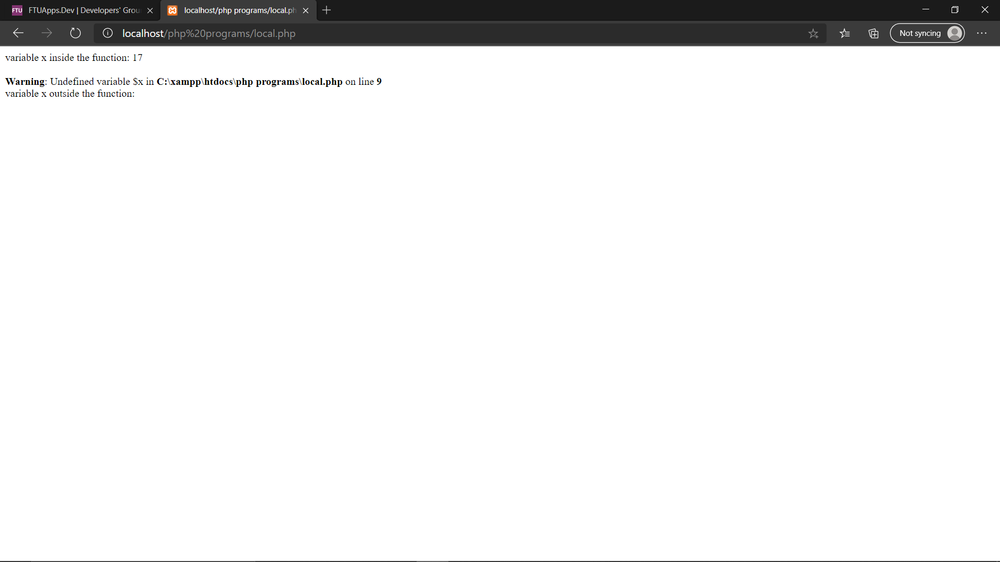 FTU FTUApps.Dev | Developers' Grou
localhost/php programs/local.ph
localhost/php%20programs/local.php
Not syncing
variable x inside the function: 17
Warning: Undefined variable $x in C:\xampp\htdocs\php programs\local.php on line 9
variable x outside the function: